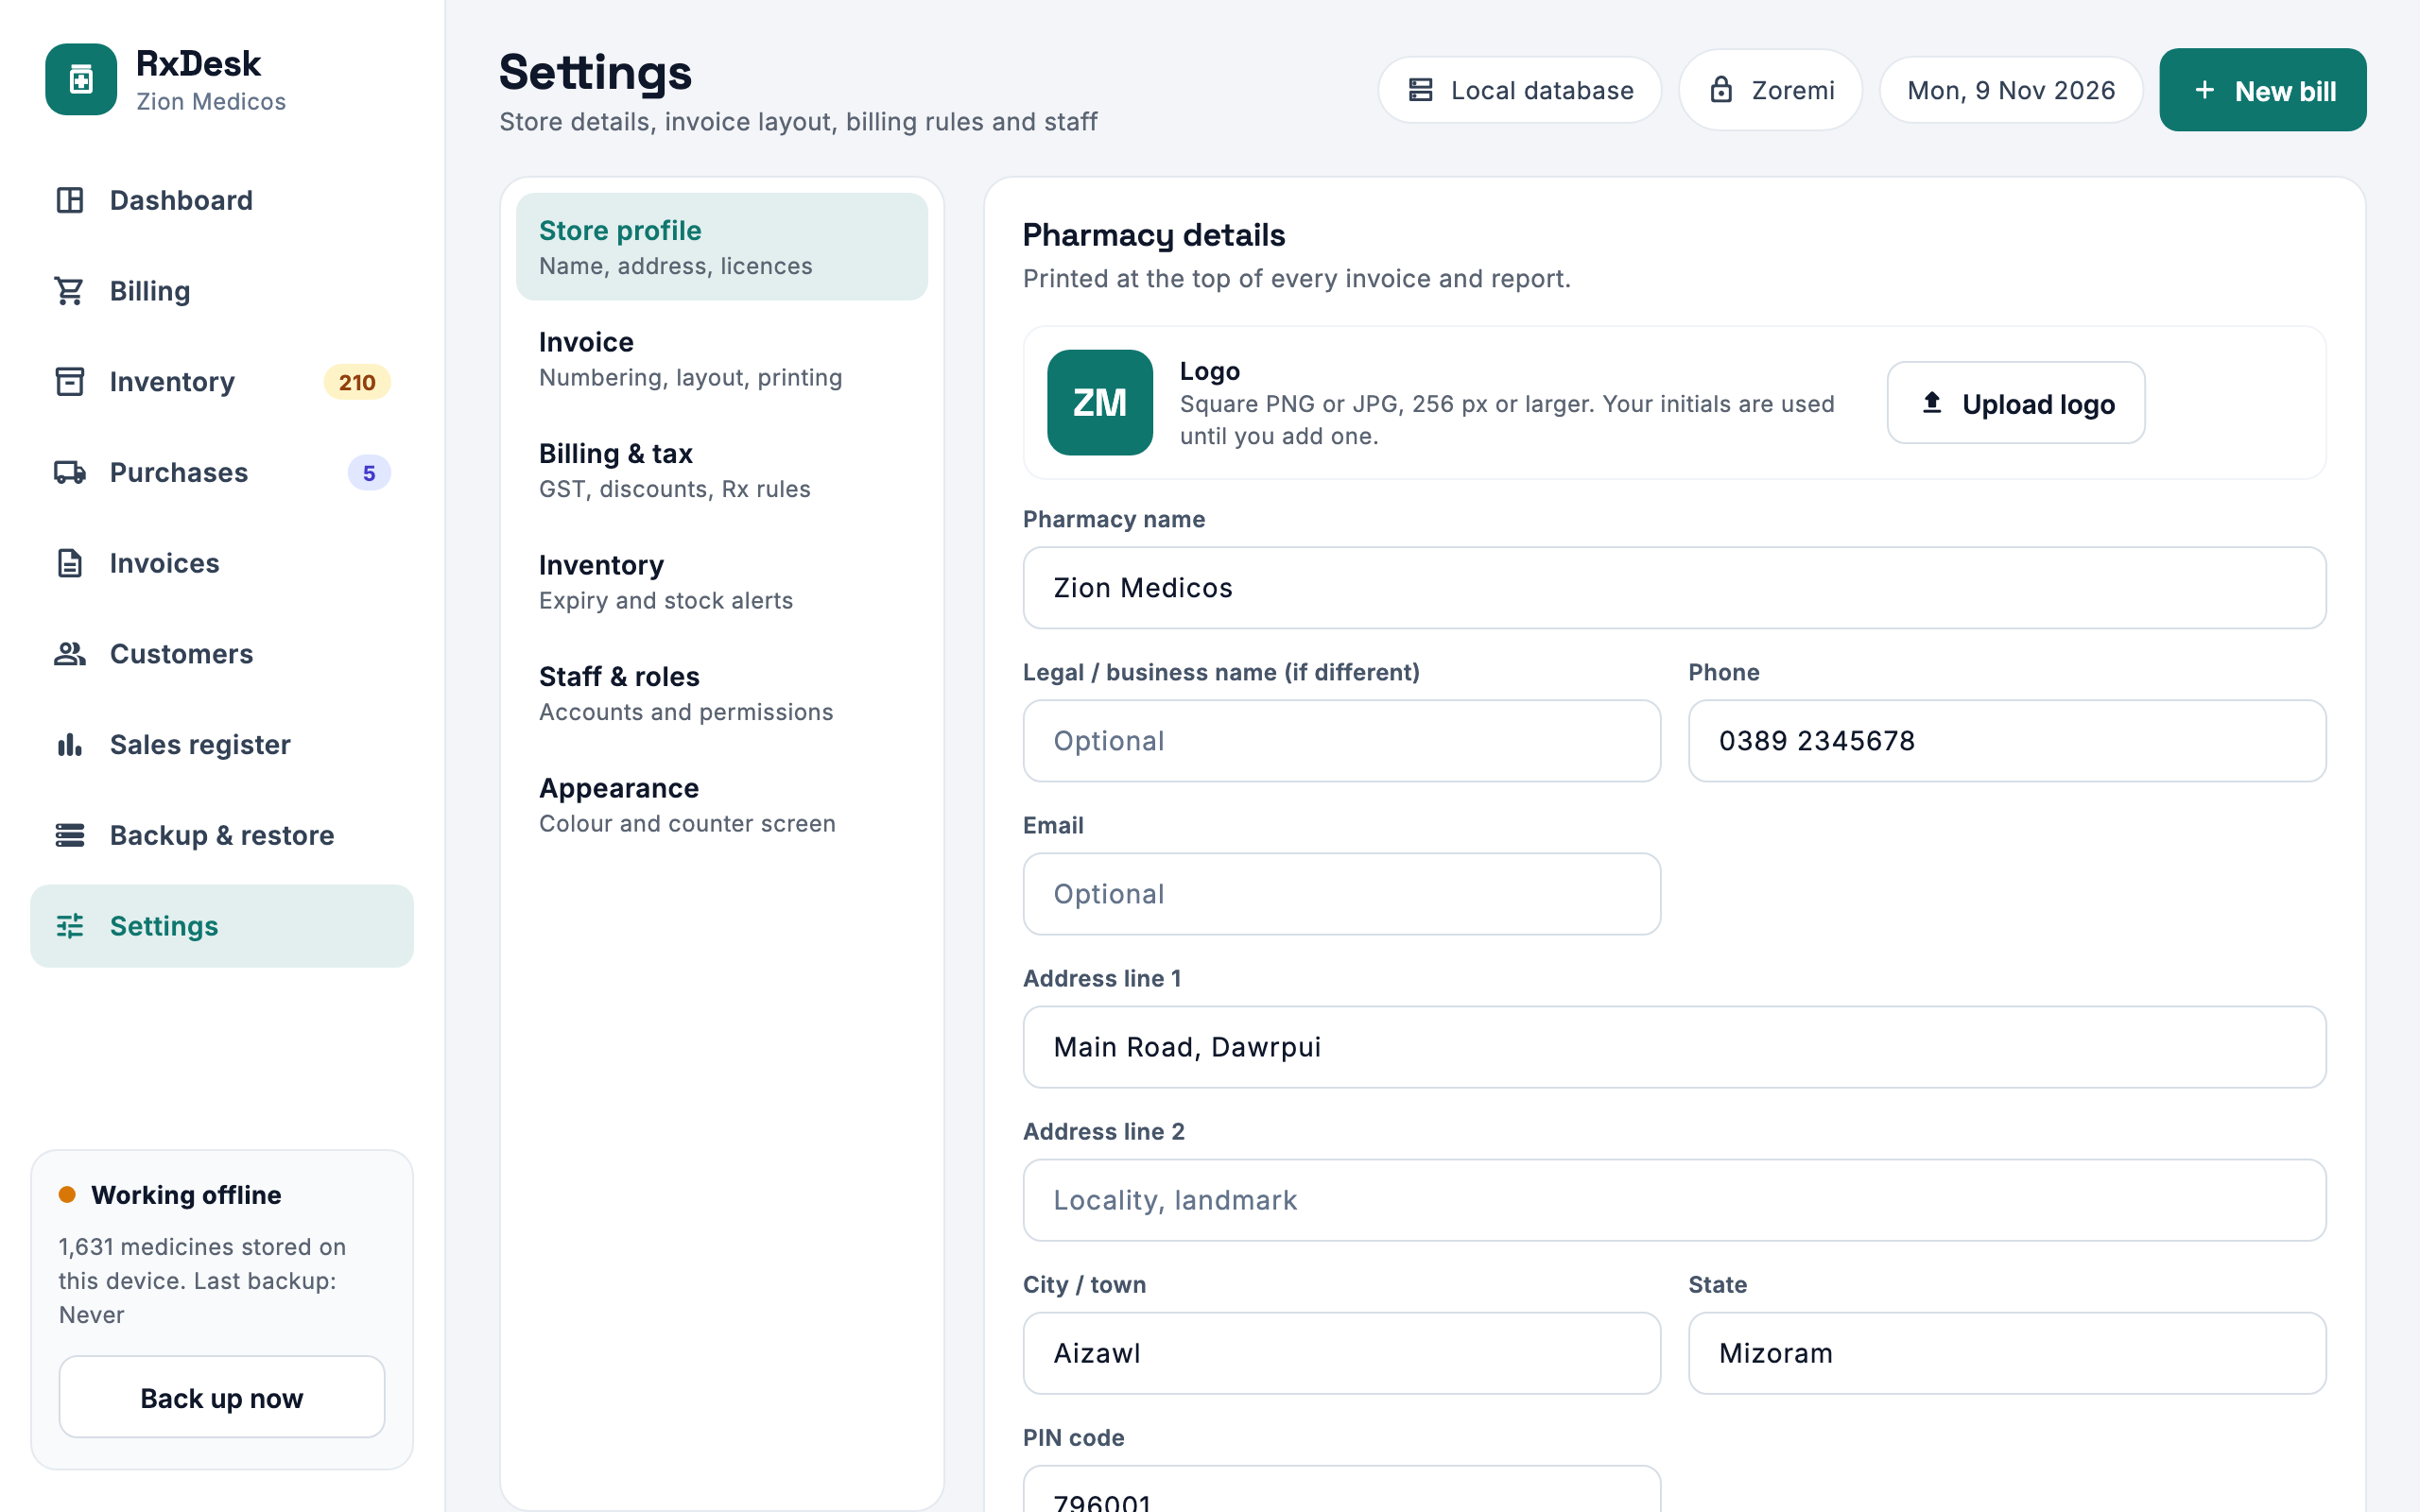 RxDesk
Zion Medicos
Dashboard
Billing
Inventory 210
Purchases 5
Invoices
Customers
Sales register
Backup & restore
Settings
Working offline
1,631 medicines stored on
this device. Last backup:
Never
Back up now
Settings
Store details, invoice layout, billing rules and staff
Local database
Zoremi
Mon, 9 Nov 2026
+ New bill
Store profile
Name, address, licences
Invoice
Numbering, layout, printing
Billing & tax
GST, discounts, Rx rules
Inventory
Expiry and stock alerts
Staff & roles
Accounts and permissions
Appearance
Colour and counter screen
Pharmacy details
Printed at the top of every invoice and report.
ZM
Logo
Square PNG or JPG, 256 px or larger. Your initials are used
until you add one.
Upload logo
Pharmacy name
Zion Medicos
Legal / business name (if different)
Optional
Phone
0389 2345678
Email
Optional
Address line 1
Main Road, Dawrpui
Address line 2
Locality, landmark
City / town
Aizawl
State
Mizoram
PIN code
796001